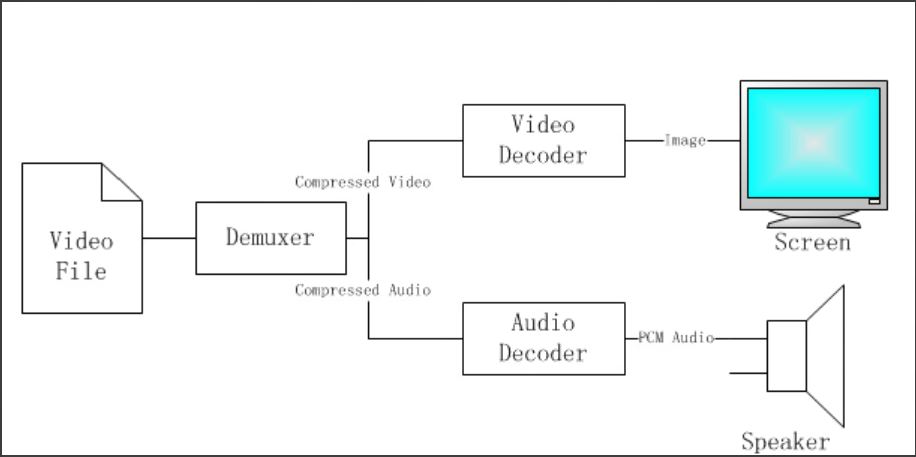 Video
File
Demuxer
Compressed Video
Compressed Audio
Video
Decoder
Image
Screen
Audio
Decoder
PCM Audio
Speaker